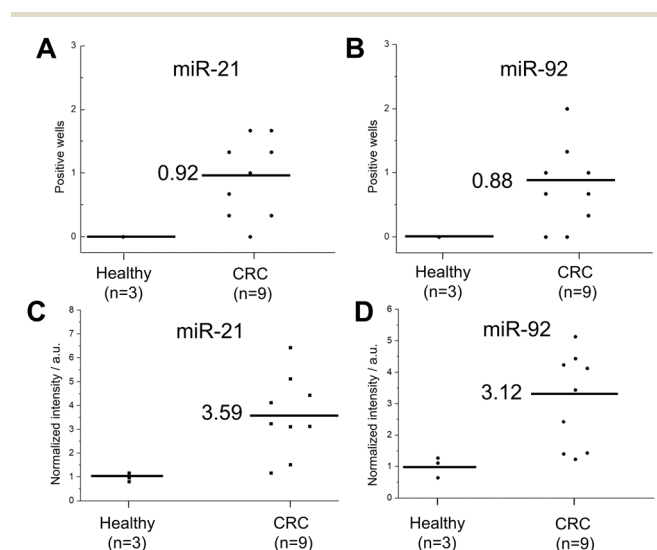 A
miR-21
Positive wells
3
2
1
0
0.92
Healthy
(n=3)
CRC
(n=9)
B
miR-92
Positive wells
3
2
1
0
0.88
Healthy
(n=3)
CRC
(n=9)
C
miR-21
Normalized intensity / a.u.
8
7
6
5
4
3
2
1
0
3.59
Healthy
(n=3)
CRC
(n=9)
D
miR-92
Normalized intensity / a.u.
6
5
4
3
2
1
0
3.12
Healthy
(n=3)
CRC
(n=9)